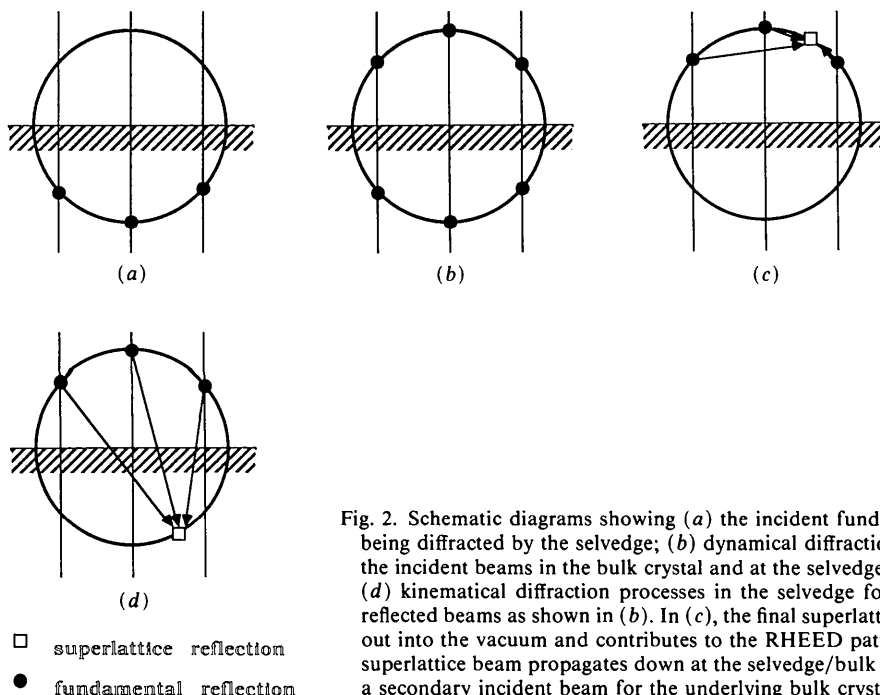 (a)
(b)
(c)
(d)
superlattice reflection
fundamental reflection
Fig. 2. Schematic diagrams showing (a) the incident fund
being diffracted by the selvedge; (b) dynamical diffractio
the incident beams in the bulk crystal and at the selvedge
(d) kinematical diffraction processes in the selvedge fo
reflected beams as shown in (b). In (c), the final superlatt
out into the vacuum and contributes to the RHEED pat
superlattice beam propagates down at the selvedge/bulk
a secondary incident beam for the underlying bulk cryst